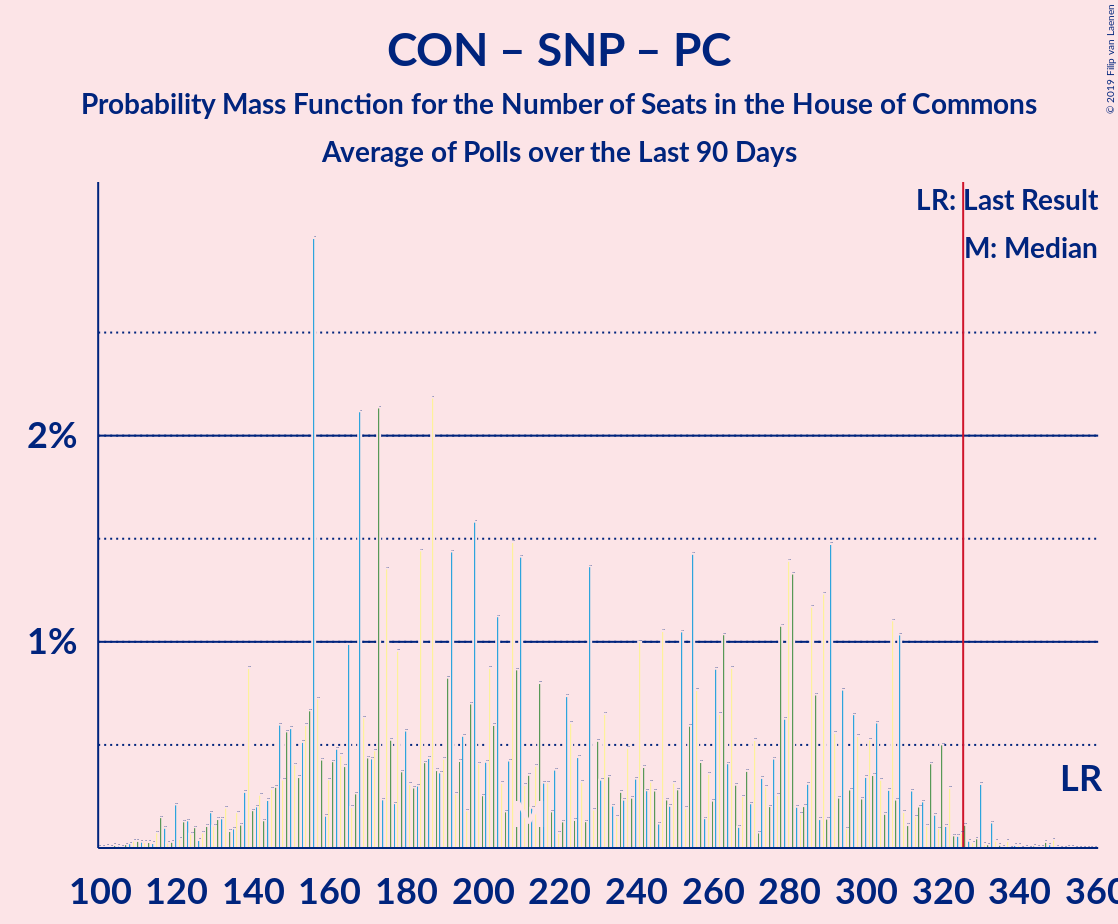 CON – SNP – PC
Probability Mass Function for the Number of Seats in the House of Commons
Average of Polls over the Last 90 Days
© 2019 Filip van Laenen
LR: Last Result
M: Median
2%
1%
LR
M
100 120 140 160 180 200 220 240 260 280 300 320 340 360